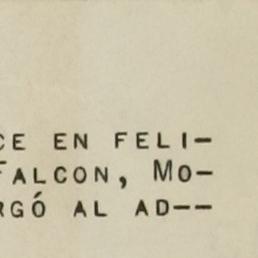 CE EN FELI-
FALCON, MO-
RGÓ AL AD--